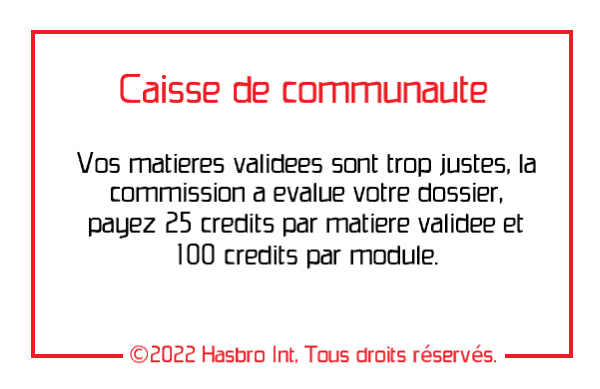 Caisse de communaute
Vos matieres validees sont trop justes, la
commission a evalue votre dossier,
payez 25 credits par matiere validee et
100 credits par module.
©2022 Hasbro Int. Tous droits réservés.